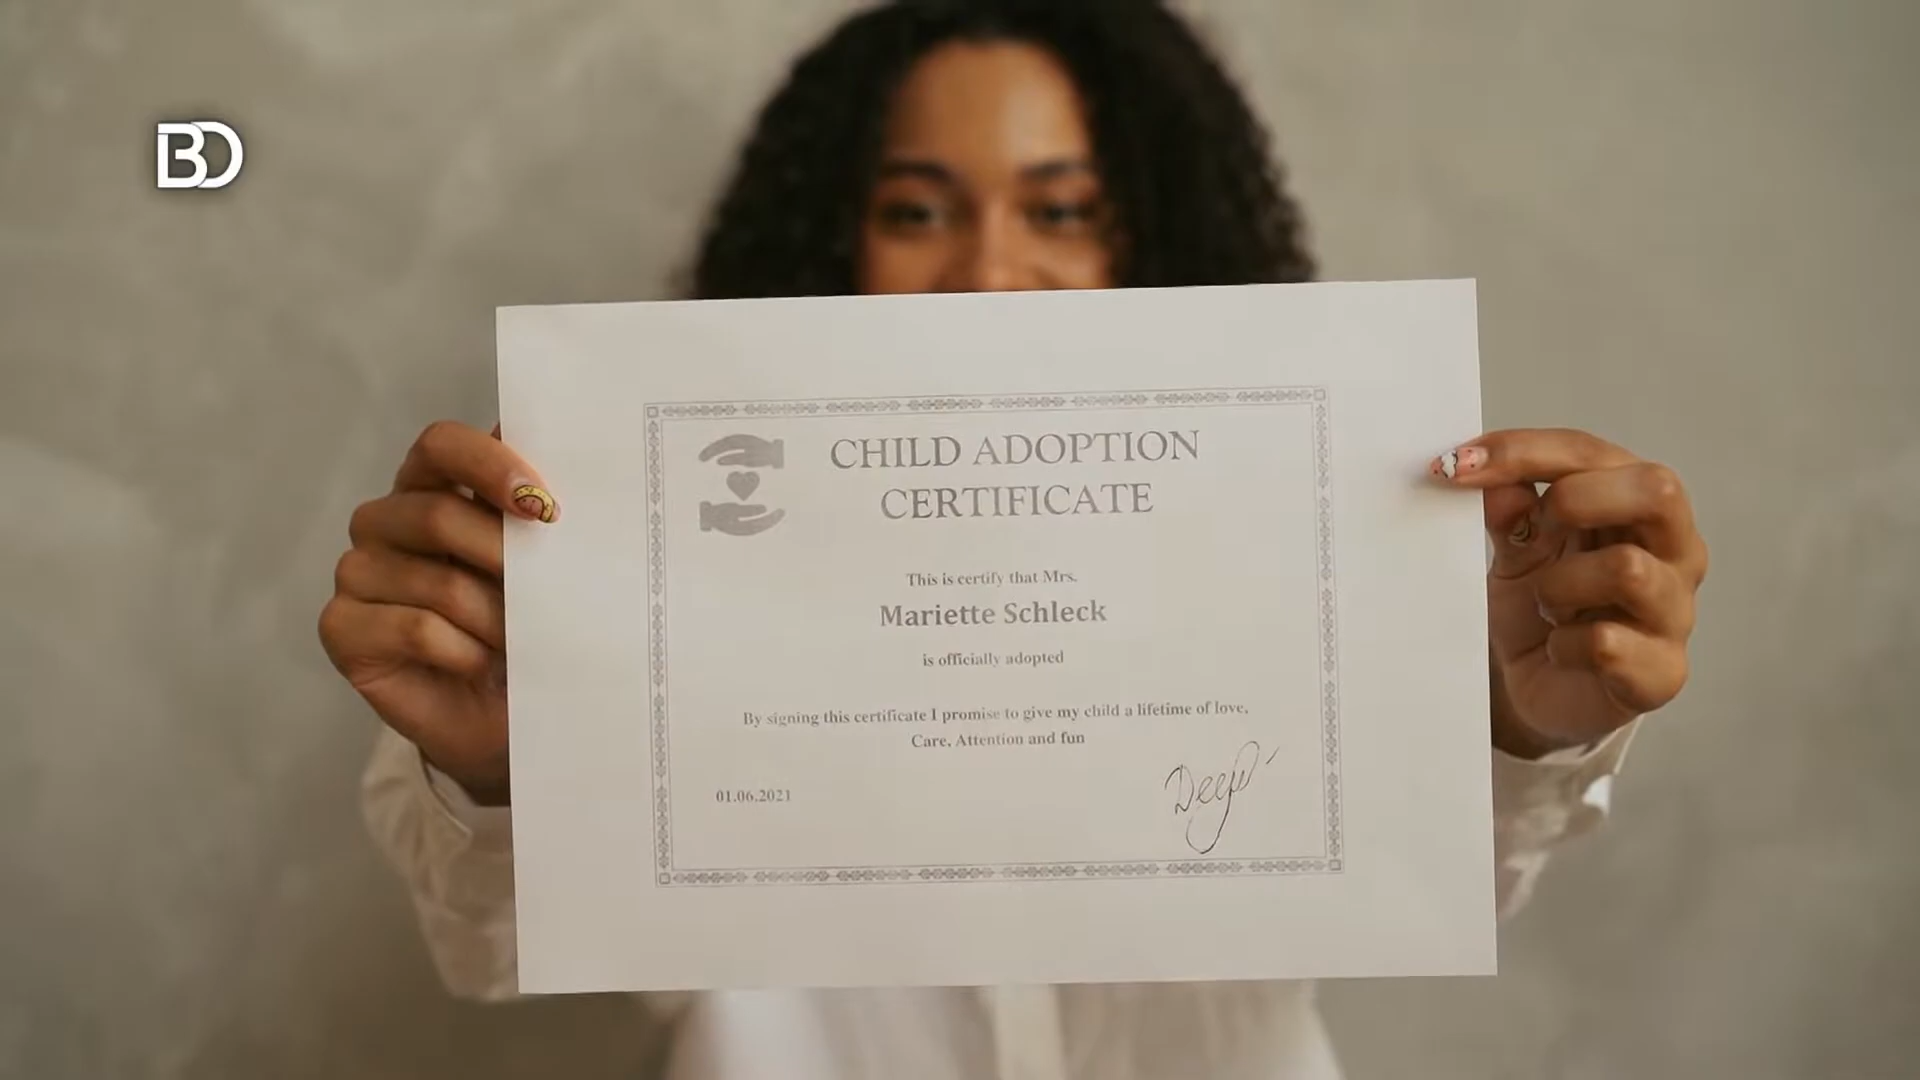 BD
CHILD ADOPTION
CERTIFICATE
This is certify that Mrs.
Mariette Schleck
is officially adopted
By signing this certificate I promise to give my child a lifetime of love,
Care, Attention and fun
01.06.2021